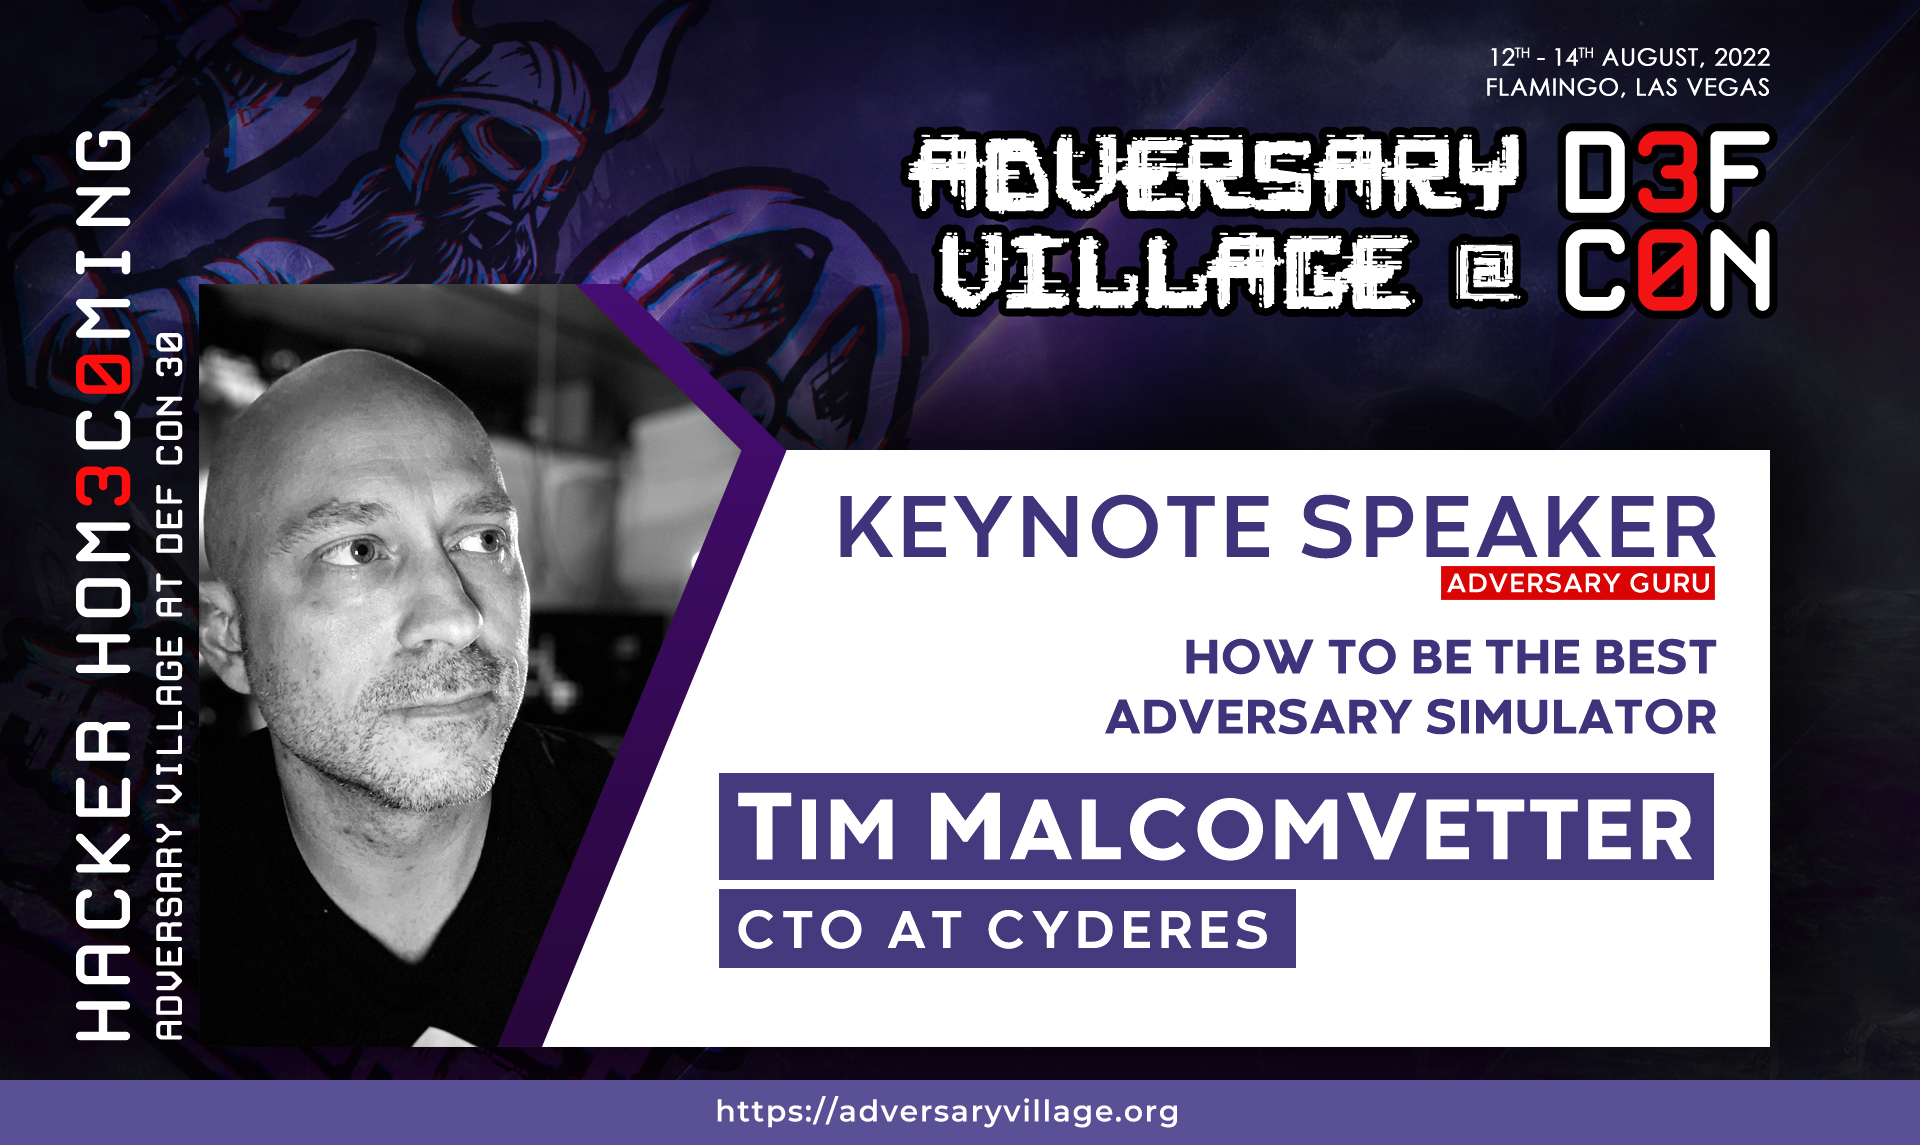 12TH - 14TH AUGUST, 2022
FLAMINGO, LAS VEGAS
ADVERSARY D3F
VILLAGE @ C0N
HACKER HOM3C0MING
ADVERSARY VILLAGE AT DEF CON 30
KEYNOTE SPEAKER
ADVERSARY GURU
HOW TO BE THE BEST
ADVERSARY SIMULATOR
TIM MALCOMVETTER
CTO AT CYDERES
https://adversaryvillage.org